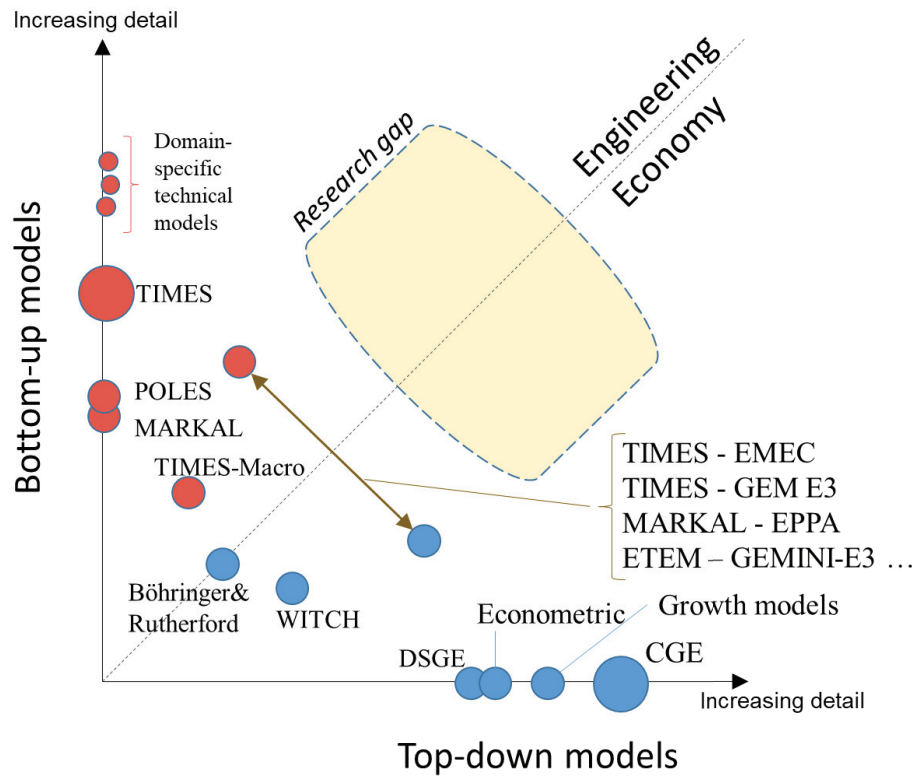 Increasing detail
Engineering
Economy
Research gap
Domain-
specific
technical
models
Bottom-up models
TIMES
POLES
MARKAL
TIMES-Macro
TIMES - EMEC
TIMES - GEM E3
MARKAL - EPPA
ETEM – GEMINI-E3 …
Böhringer&
Rutherford
WITCH
Econometric
Growth models
DSGE
CGE
Increasing detail
Top-down models